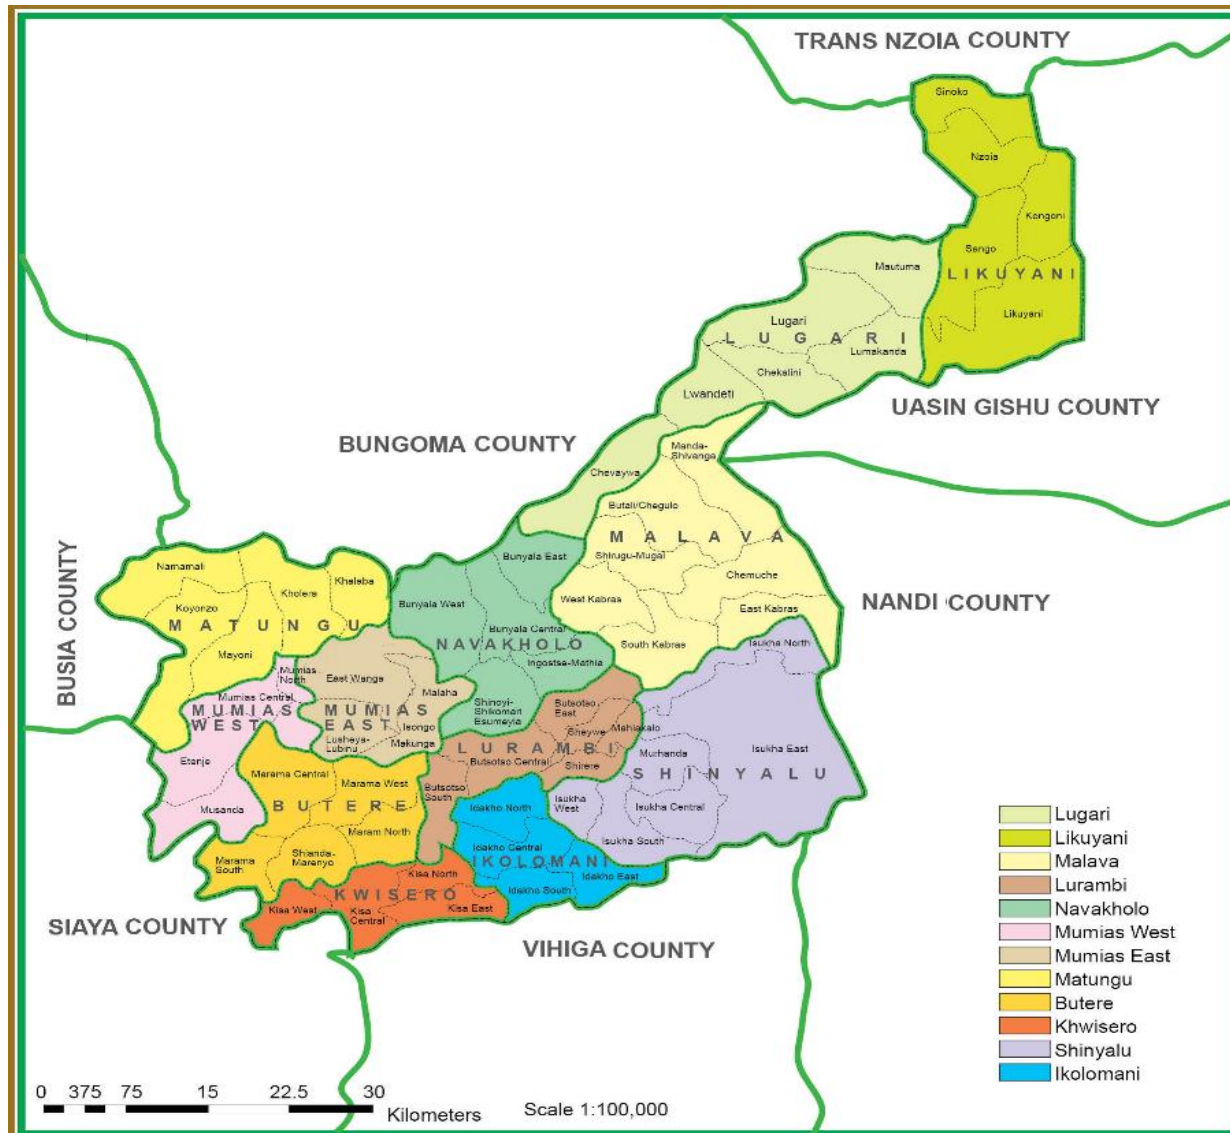 TRANS NZOIA COUNTY
Sinoko
Nzoia
Kongoni
Sango
LIKUYANI
Likuyani
Mautuma
Lugari
LUGARI
Lumakanda
Chekalini
Lwandeti
UASIN GISHU COUNTY
BUNGOMA COUNTY
Manda-
Shivanga
Chevaywa
Butali/Chegulo
MALAVA
Shirugu-Mugai
Chemuche
West Kabras
East Kabras
South Kabras
NANDI COUNTY
BUSIA COUNTY
Namamali
Khalaba
Kholera
Koyonzo
MATUNGU
Mayoni
Bunyala East
Bunyala West
Bunyala Central
NAVAKHOLO
Ingostse-Mathia
Shinoyi-
Shikomari
Esumeyia
Isukha North
Mumias
North
Mumias Central
MUMIAS
WEST
Etenje
Musanda
East Wanga
Malaha
MUMIAS
EAST
Isongo
Lusheya-
Lubinu
Makunga
Butsotso
East
Sheywe
Mahiakalo
LURAMBI
Butsotso Central
Shirere
Butsotso
South
Murhanda
Isukha East
SHINYALU
Isukha
West
Isukha Central
Isukha South
Marama Central
Marama West
BUTERE
Maram North
Shianda-
Marenyo
Marama
South
Idakho North
Idakho Central
IKOLOMANI
Idakho East
Idakho South
Kisa North
KWISERO
Kisa West
Kisa
Central
Kisa East
SIAYA COUNTY
VIHIGA COUNTY
Lugari
Likuyani
Malava
Lurambi
Navakholo
Mumias West
Mumias East
Matungu
Butere
Khwisero
Shinyalu
Ikolomani
0 375 75 15 22.5 30
Kilometers
Scale 1:100,000